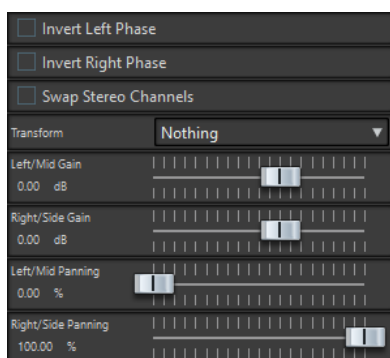 Invert Left Phase
Invert Right Phase
Swap Stereo Channels
Transform Nothing
Left/Mid Gain
0.00 dB
Right/Side Gain
0.00 dB
Left/Mid Panning
0.00 %
Right/Side Panning
100.00 %